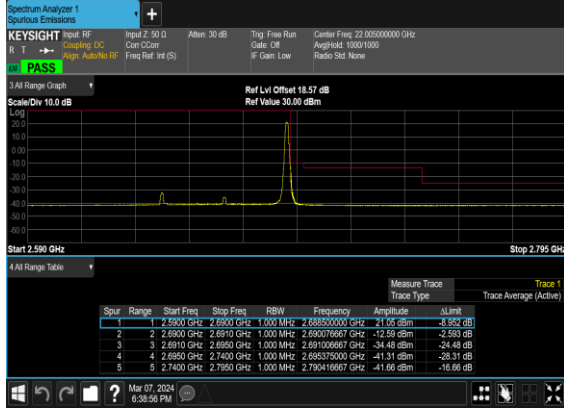 Spectrum Analyzer 1
Spurious Emissions
+
KEYSIGHT Input: RF Input Z: 50 Ω Atten: 30 dB Trig: Free Run Center Freq: 22.005000000 GHz
R T Coupling: DC Corr CCorr Gate: Off Avg|Hold: 1000/1000
Align: Auto/No RF Freq Ref: Int (S) IF Gain: Low Radio Std: None
LXI PASS
3 All Range Graph
Ref Lvl Offset 18.57 dB
Scale/Div 10.0 dB Ref Value 30.00 dBm
Log
20.0
10.0
0.00
-10.0
-20.0
-30.0
-40.0
-50.0
-60.0
Start 2.590 GHz Stop 2.795 GHz
4 All Range Table
Measure Trace Trace 1
Trace Type Trace Average (Active)
Spur Range Start Freq Stop Freq RBW Frequency Amplitude ΔLimit
1 1 2.5900 GHz 2.6900 GHz 1.000 MHz 2.688500000 GHz 21.05 dBm -8.952 dB
2 2 2.6900 GHz 2.6910 GHz 1.000 MHz 2.690076667 GHz -12.59 dBm -2.593 dB
3 3 2.6910 GHz 2.6950 GHz 1.000 MHz 2.691006667 GHz -34.48 dBm -24.48 dB
4 4 2.6950 GHz 2.7400 GHz 1.000 MHz 2.695375000 GHz -41.31 dBm -28.31 dB
5 5 2.7400 GHz 2.7950 GHz 1.000 MHz 2.790416667 GHz -41.66 dBm -16.66 dB
?
Mar 07, 2024
6:38:56 PM